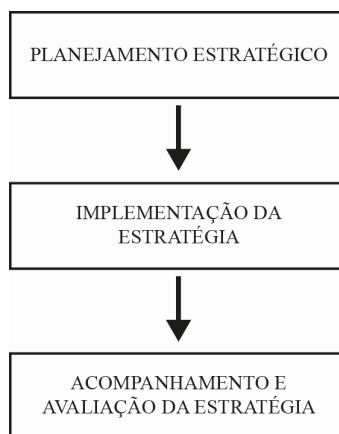 PLANEJAMENTO ESTRATÉGICO
IMPLEMENTAÇÃO DA
ESTRATÉGIA
ACOMPANHAMENTO E
AVALIAÇÃO DA ESTRATÉGIA